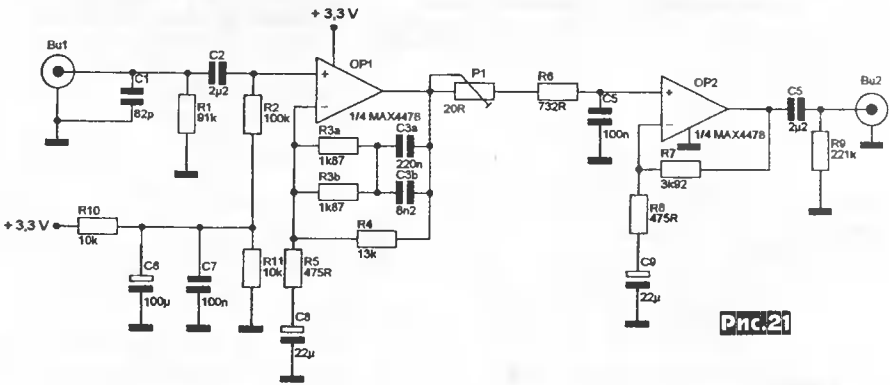 + 3,3 V
Bu1
C2
2µ2
OP1
C1
82p
R1
91k
R2
100k
1/4 MAX4478
R3a
1k87
C3a
220n
R3b
1k87
C3b
8n2
P1
20R
R6
732R
C5
100n
OP2
1/4 MAX4478
C5
2µ2
Bu2
R9
221k
R7
3k92
R8
475R
C9
22µ
+ 3,3 V
R10
10k
C6
100µ
C7
100n
R11
10k
R4
13k
R5
475R
C8
22µ
Рис.21